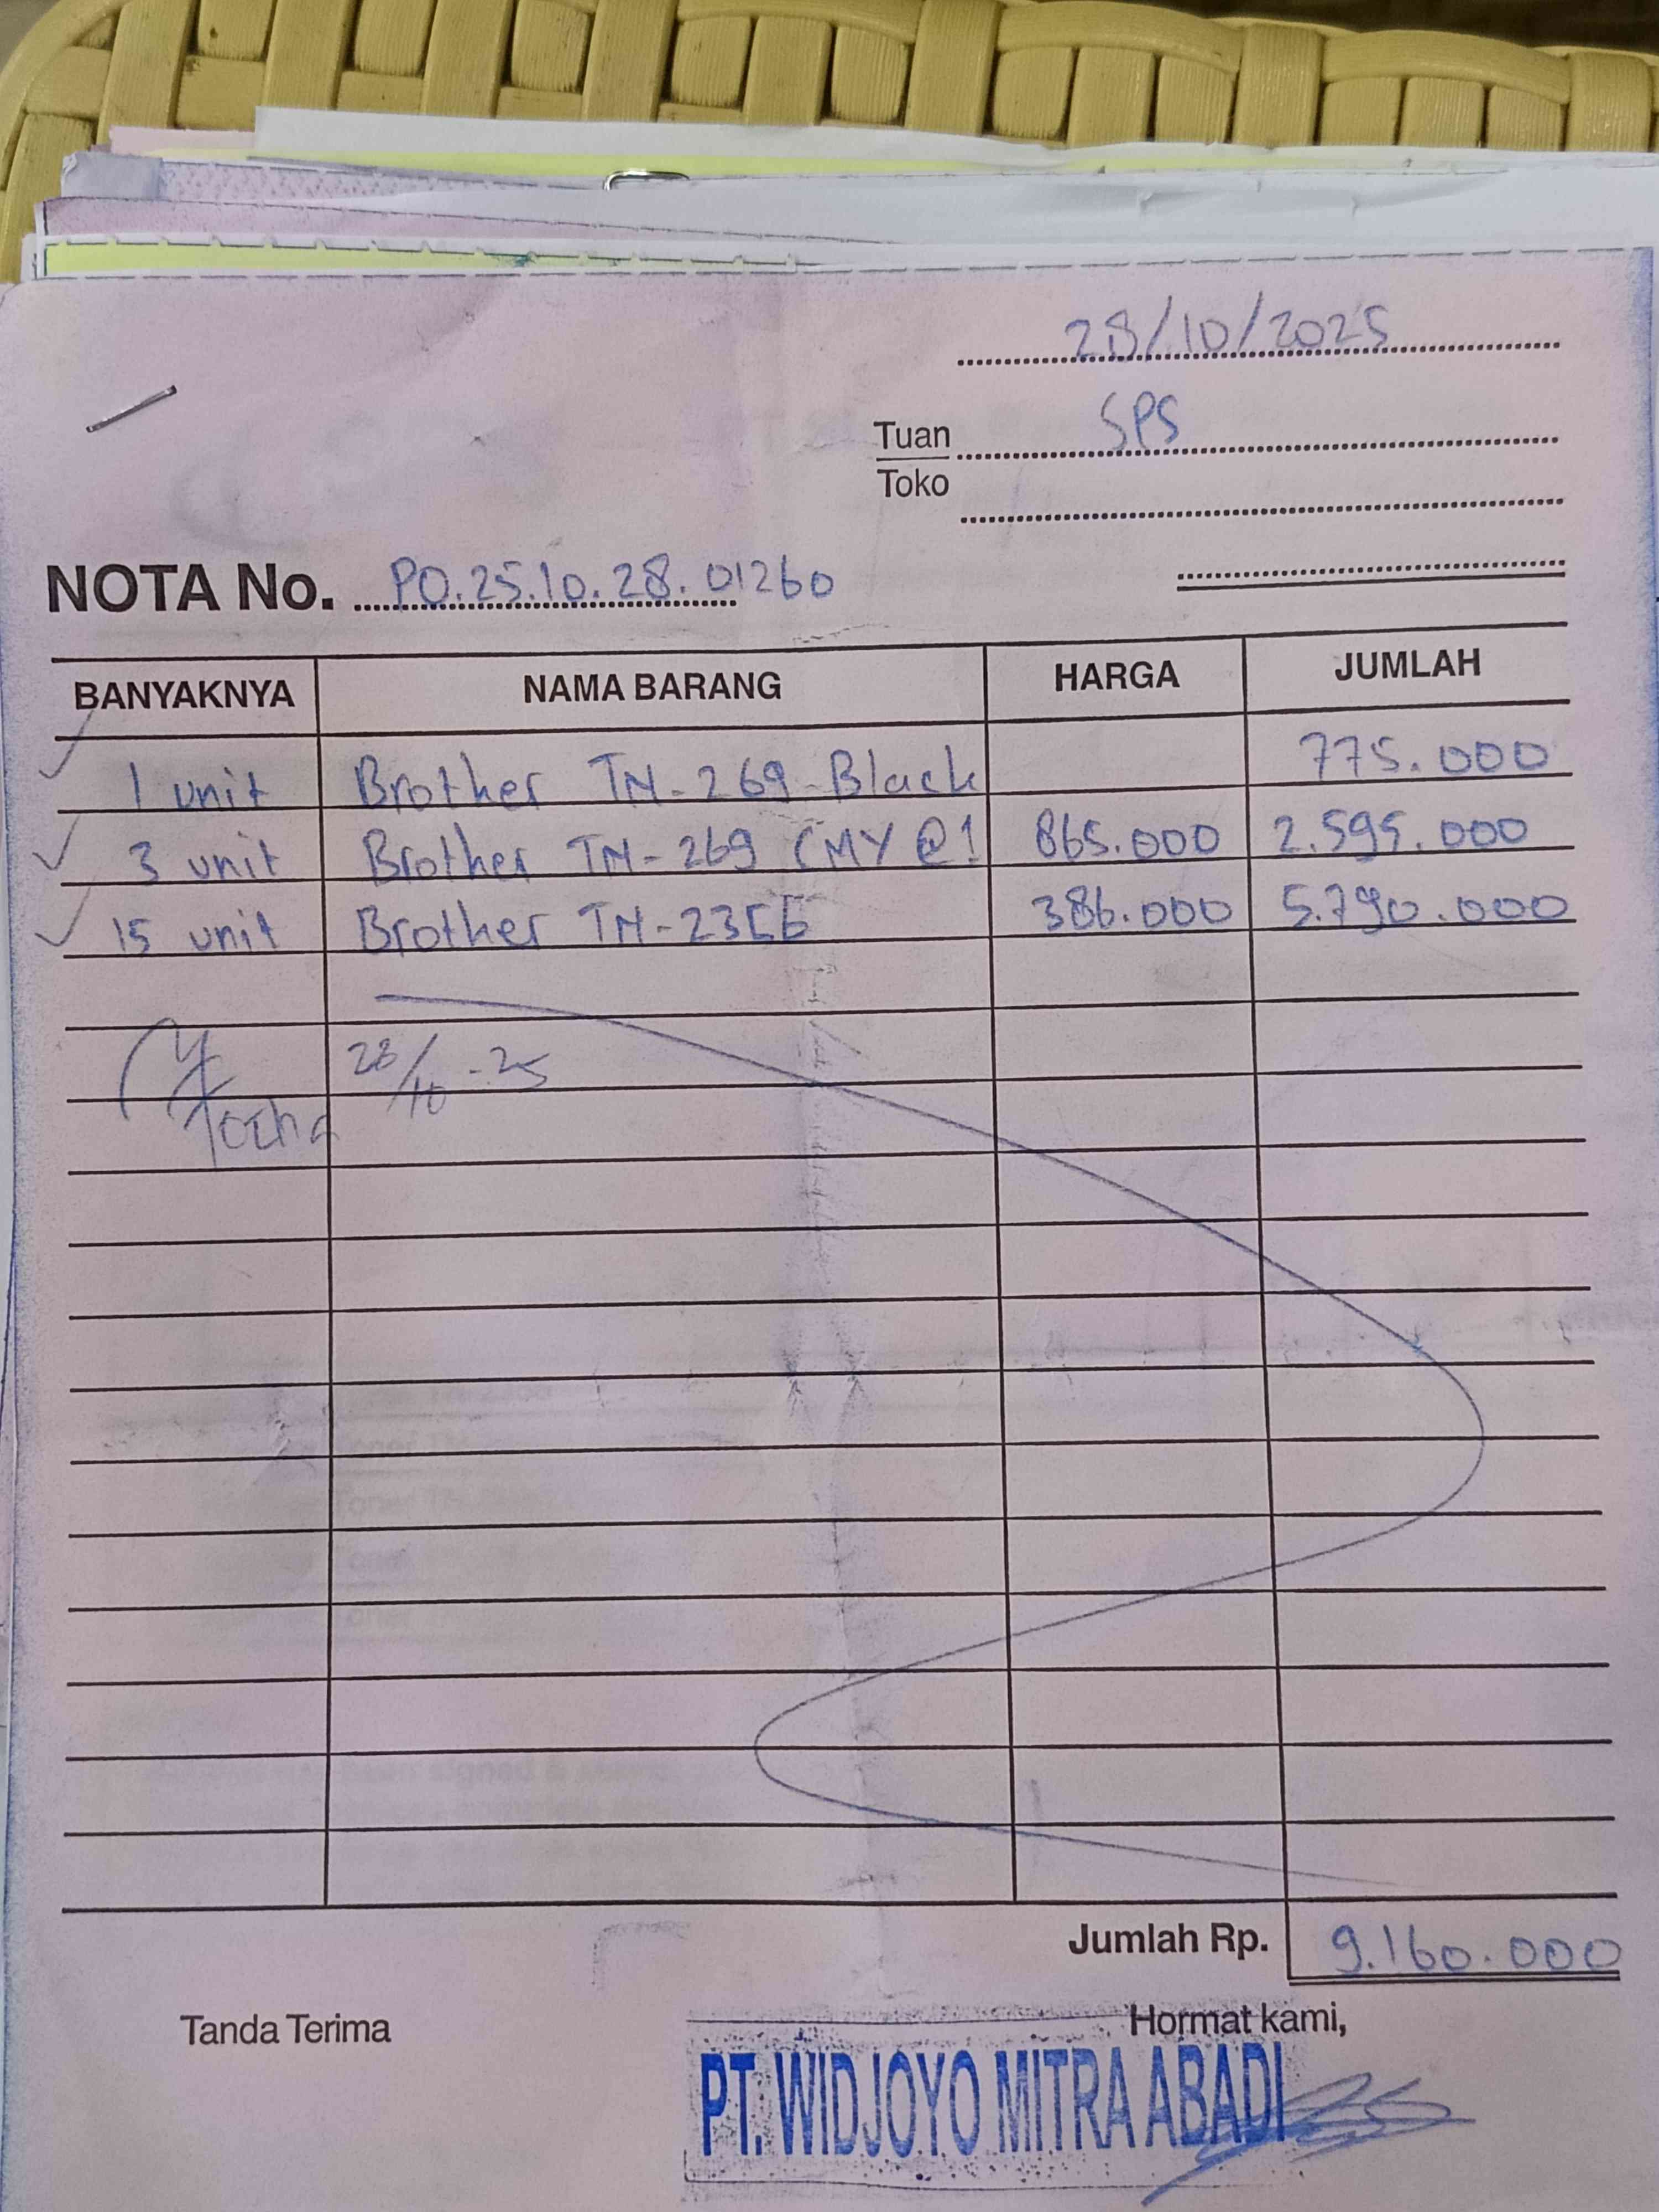 28/10/2025
Tuan SPS
Toko
NOTA No. PO.25.10.28.01260
BANYAKNYA NAMA BARANG HARGA JUMLAH
1 unit Brother TN-269 Black 775.000
3 unit Brother TN-269 CMY @1 865.000 2.595.000
15 unit Brother TN-2356 386.000 5.790.000
28/10-25
Jumlah Rp. 9.160.000
Tanda Terima Hormat kami,
PT. WIDJOYO MITRA ABADI